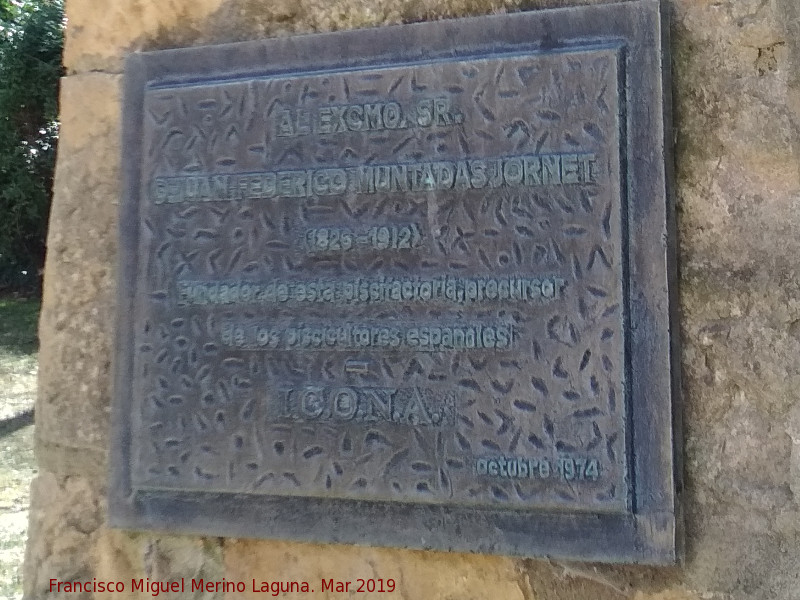 AL EXCMO. SR.
D. JUAN FEDERICO MUNTADAS JORNET
(1826-1912)
Fundador de esta piscifactoría, precursor
de los piscicultores españoles
I.C.O.N.A.
octubre 1974
Francisco Miguel Merino Laguna. Mar 2019